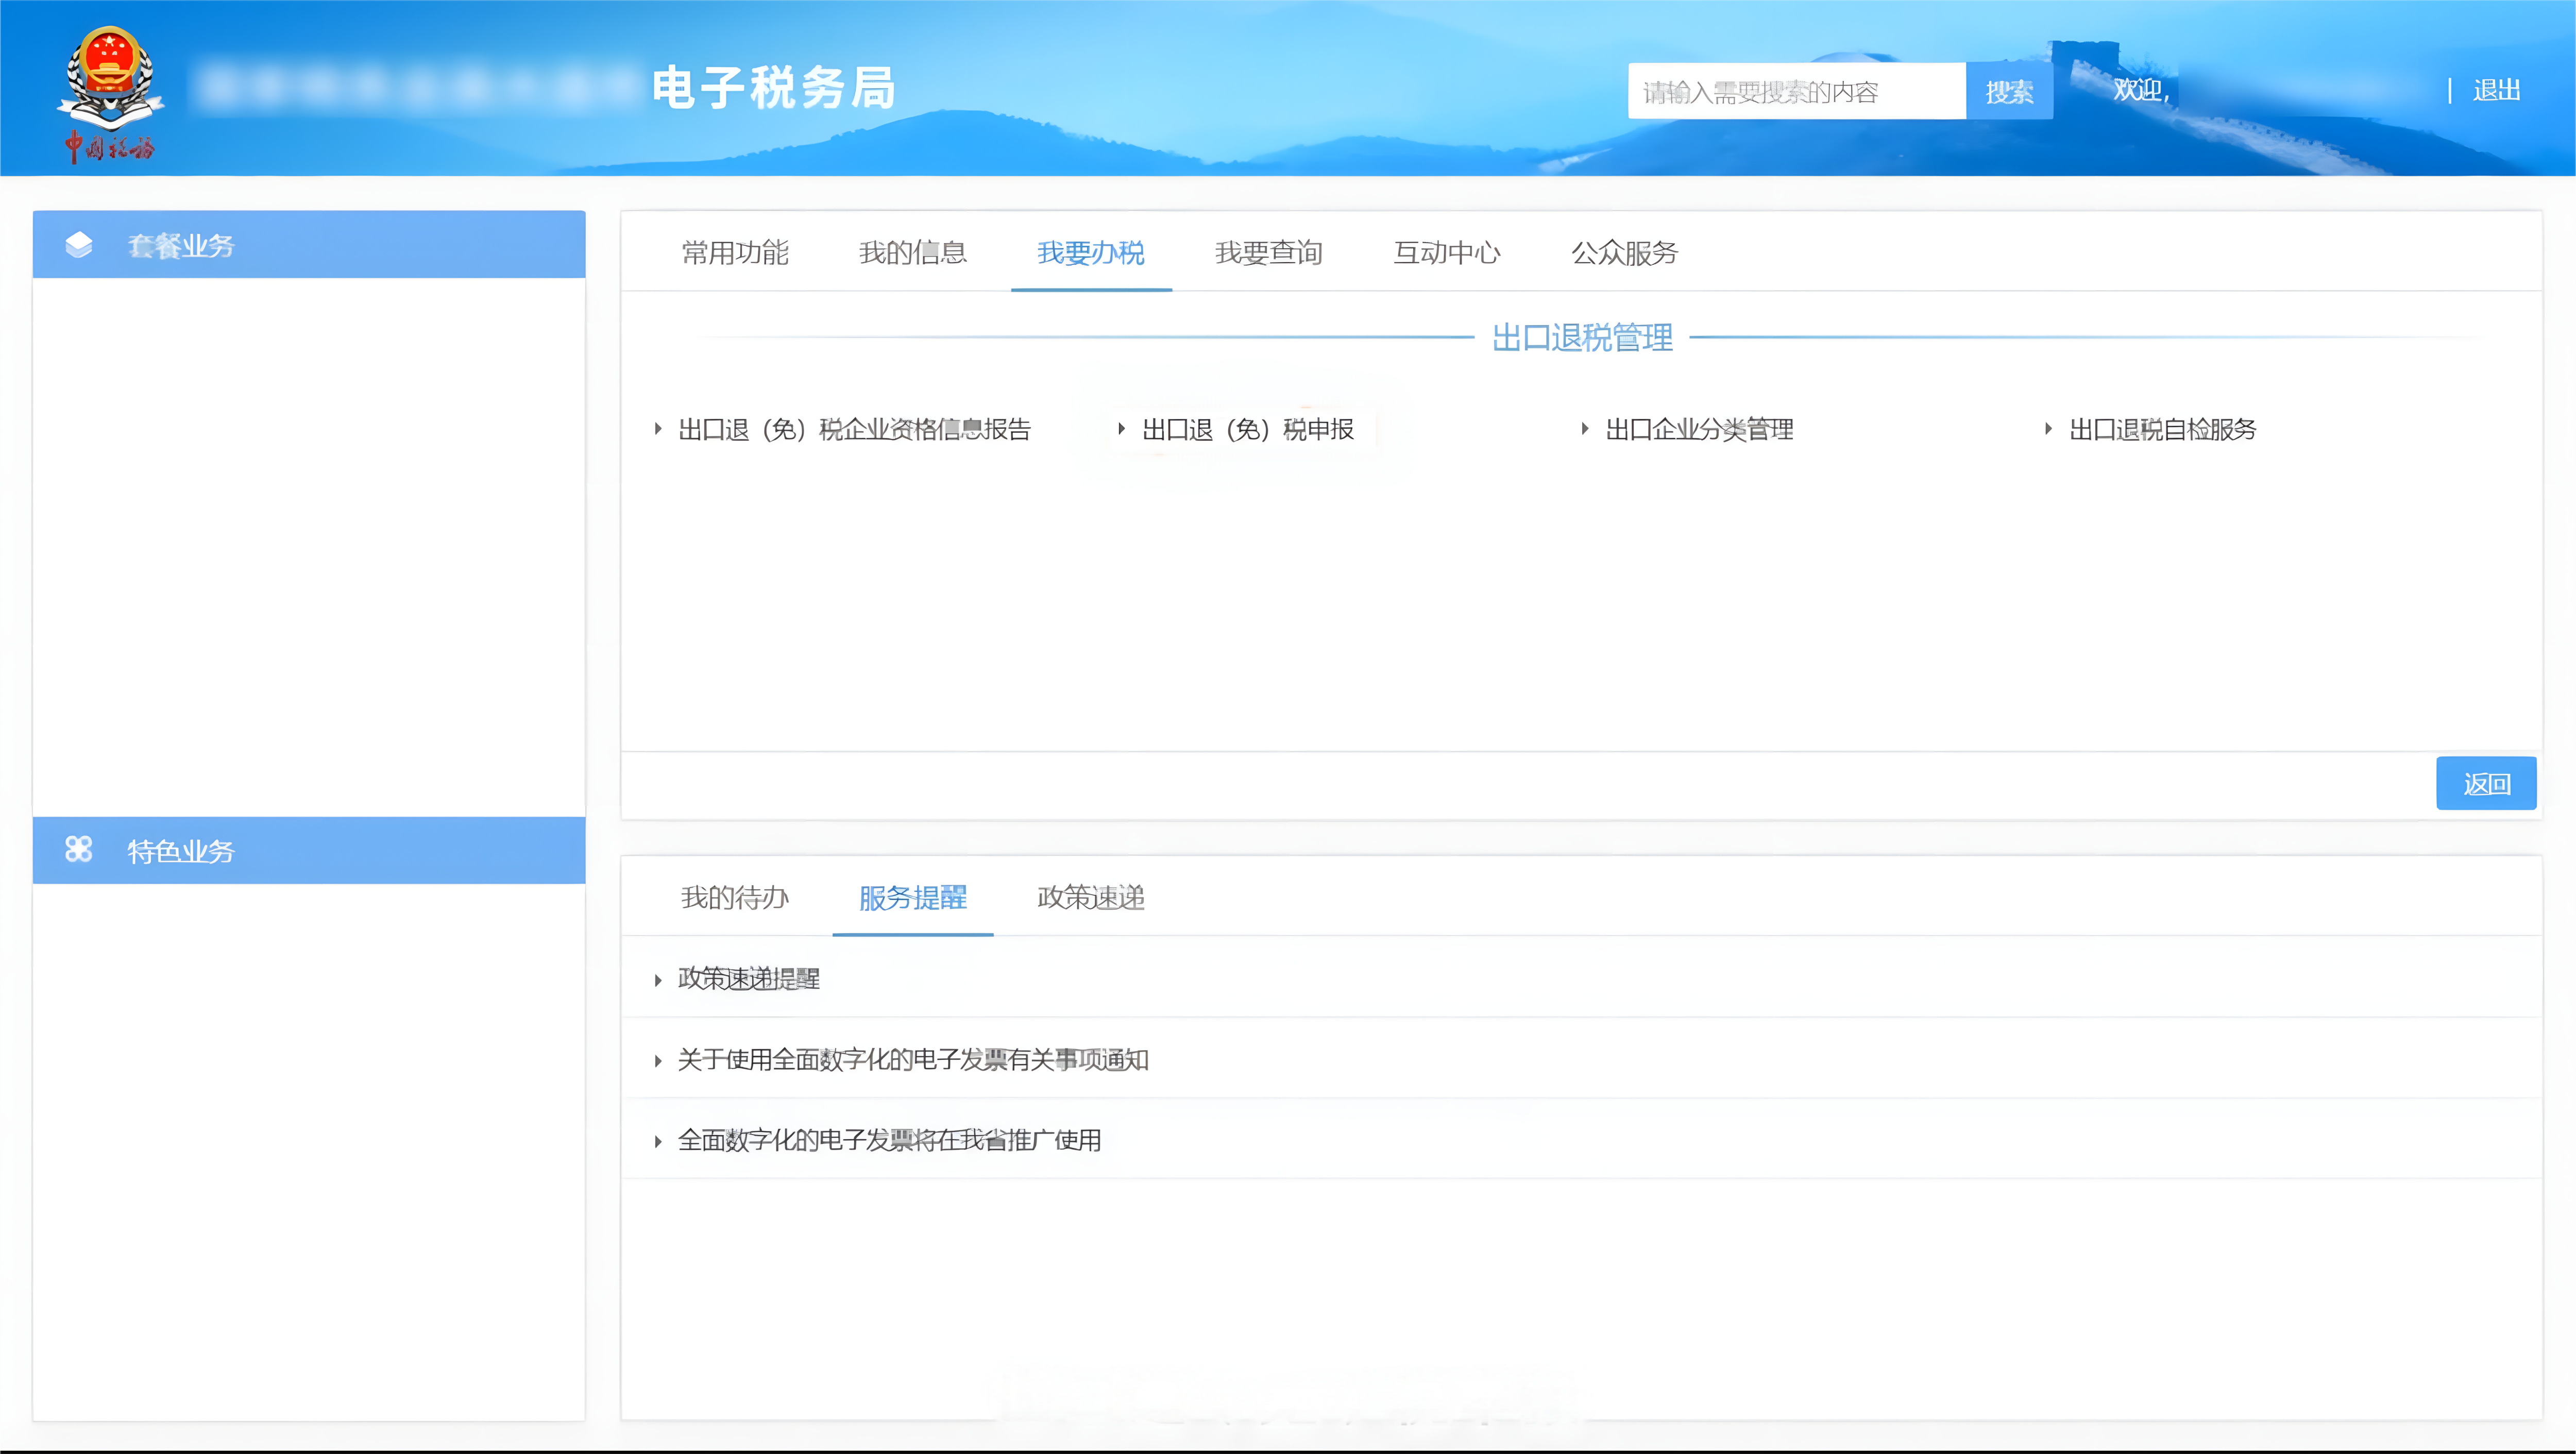 电子税务局
中国税务
请输入需要搜索的内容 搜索 欢迎, | 退出
套餐业务
常用功能 我的信息 我要办税 我要查询 互动中心 公众服务
出口退税管理
出口退（免）税企业资格信息报告 出口退（免）税申报 出口企业分类管理 出口退税自检服务
返回
特色业务
我的待办 服务提醒 政策速递
政策速递提醒
关于使用全面数字化的电子发票有关事项通知
全面数字化的电子发票将在我省推广使用